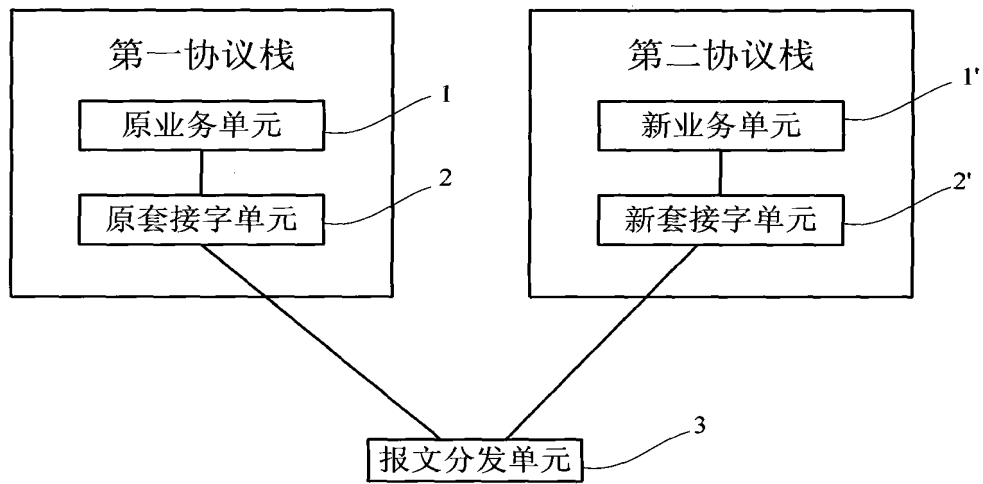 第一协议栈
原业务单元
1
原套接字单元
2
第二协议栈
新业务单元
1'
新套接字单元
2'
报文分发单元
3